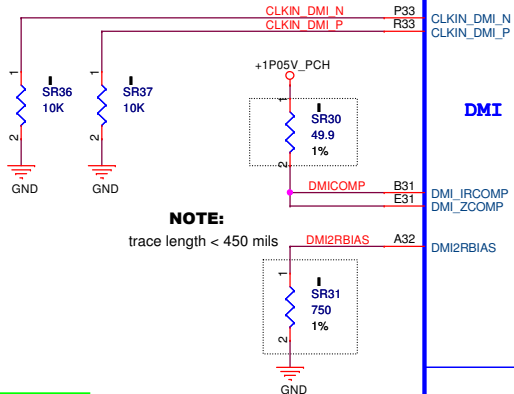 CLKIN_DMI_N P33 CLKIN_DMI_N
CLKIN_DMI_P R33 CLKIN_DMI_P
+1P05V_PCH
DMI
1 SR36 10K 2
1 SR37 10K 2
1 SR30 49.9 1% 2
GND
GND
DMICOMP B31 DMI_IRCOMP
E31 DMI_ZCOMP
NOTE:
trace length < 450 mils
DMI2RBIAS A32 DMI2RBIAS
1 SR31 750 1% 2
GND